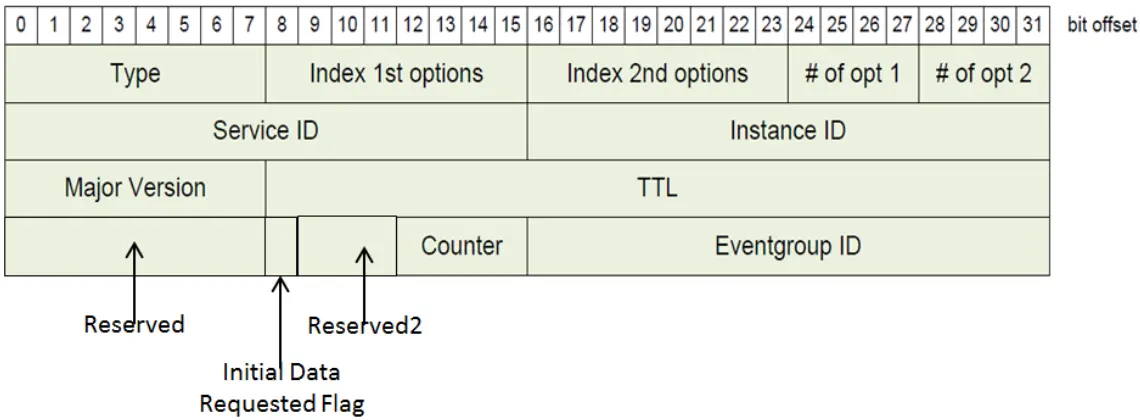 0 1 2 3 4 5 6 7 8 9 10 11 12 13 14 15 16 17 18 19 20 21 22 23 24 25 26 27 28 29 30 31 bit offset
Type Index 1st options Index 2nd options # of opt 1 # of opt 2
Service ID Instance ID
Major Version TTL
Counter Eventgroup ID
Reserved Reserved2
Initial Data
Requested Flag